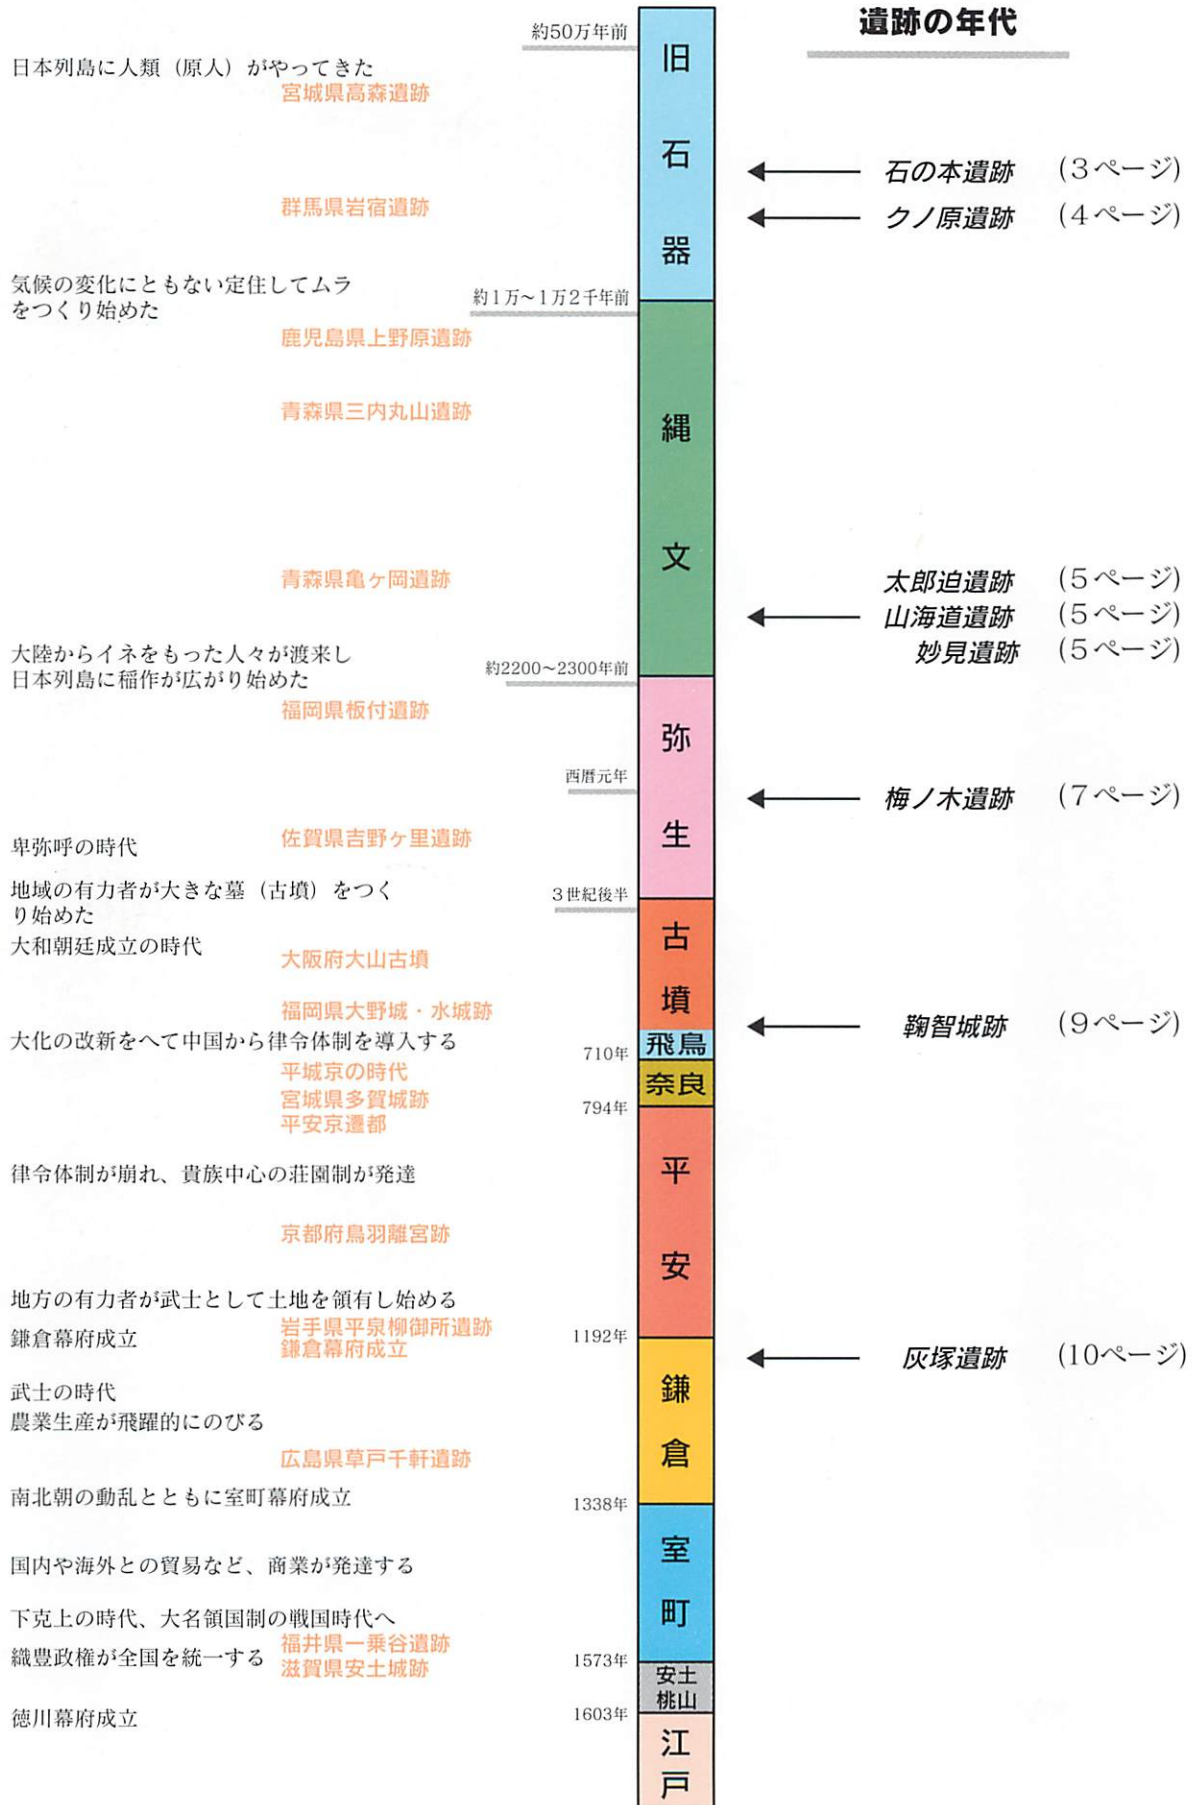 遺跡の年代
約50万年前
日本列島に人類（原人）がやってきた
宮城県高森遺跡
旧石器
石の本遺跡　（3ページ）
群馬県岩宿遺跡
クノ原遺跡　（4ページ）
気候の変化にともない定住してムラ
をつくり始めた
約1万～1万2千年前
鹿児島県上野原遺跡
青森県三内丸山遺跡
縄文
青森県亀ヶ岡遺跡
太郎迫遺跡　（5ページ）
山海道遺跡　（5ページ）
妙見遺跡　（5ページ）
大陸からイネをもった人々が渡来し
日本列島に稲作が広がり始めた
約2200～2300年前
福岡県板付遺跡
弥生
西暦元年
梅ノ木遺跡　（7ページ）
佐賀県吉野ヶ里遺跡
卑弥呼の時代
地域の有力者が大きな墓（古墳）をつく
り始めた
3世紀後半
古墳
大和朝廷成立の時代
大阪府大山古墳
福岡県大野城・水城跡
鞠智城跡　（9ページ）
大化の改新をへて中国から律令体制を導入する
飛鳥
710年
平城京の時代
奈良
宮城県多賀城跡
794年
平安京遷都
平安
律令体制が崩れ、貴族中心の荘園制が発達
京都府鳥羽離宮跡
地方の有力者が武士として土地を領有し始める
岩手県平泉柳御所遺跡
鎌倉幕府成立
1192年
鎌倉幕府成立
灰塚遺跡　（10ページ）
鎌倉
武士の時代
農業生産が飛躍的にのびる
広島県草戸千軒遺跡
南北朝の動乱とともに室町幕府成立
1338年
室町
国内や海外との貿易など、商業が発達する
下克上の時代、大名領国制の戦国時代へ
福井県一乗谷遺跡
織豊政権が全国を統一する
滋賀県安土城跡
1573年
安土
桃山
1603年
徳川幕府成立
江戸